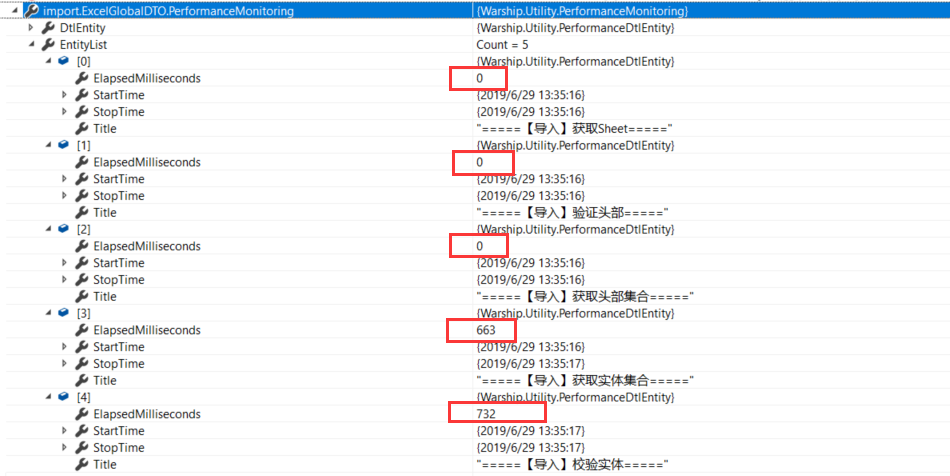 import.ExcelGlobalDTO.PerformanceMonitoring {Warship.Utility.PerformanceMonitoring}
DtlEntity {Warship.Utility.PerformanceDtlEntity}
EntityList Count = 5
[0] {Warship.Utility.PerformanceDtlEntity}
ElapsedMilliseconds 0
StartTime {2019/6/29 13:35:16}
StopTime {2019/6/29 13:35:16}
Title "=====【导入】获取Sheet====="
[1] {Warship.Utility.PerformanceDtlEntity}
ElapsedMilliseconds 0
StartTime {2019/6/29 13:35:16}
StopTime {2019/6/29 13:35:16}
Title "=====【导入】验证头部====="
[2] {Warship.Utility.PerformanceDtlEntity}
ElapsedMilliseconds 0
StartTime {2019/6/29 13:35:16}
StopTime {2019/6/29 13:35:16}
Title "=====【导入】获取头部集合====="
[3] {Warship.Utility.PerformanceDtlEntity}
ElapsedMilliseconds 663
StartTime {2019/6/29 13:35:16}
StopTime {2019/6/29 13:35:17}
Title "=====【导入】获取实体集合====="
[4] {Warship.Utility.PerformanceDtlEntity}
ElapsedMilliseconds 732
StartTime {2019/6/29 13:35:17}
StopTime {2019/6/29 13:35:17}
Title "=====【导入】校验实体====="